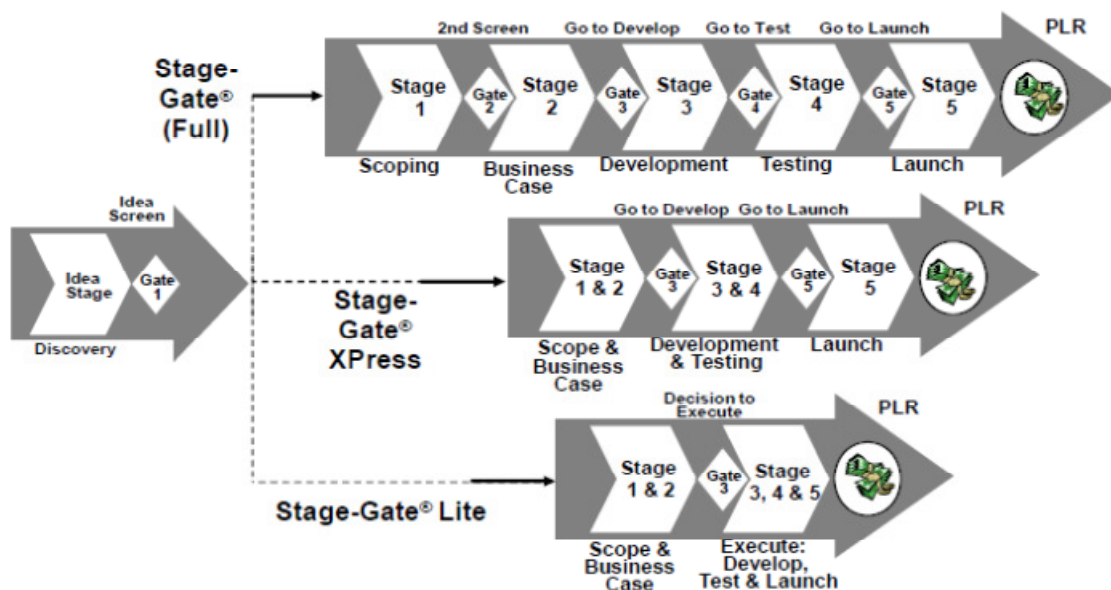 2nd Screen Go to Develop Go to Test Go to Launch PLR
Stage-
Gate®
(Full)
Stage
1
Gate
2
Stage
2
Gate
3
Stage
3
Gate
4
Stage
4
Gate
5
Stage
5
Scoping
Business
Case
Development
Testing
Launch
Idea
Screen
Idea
Stage
Gate
1
Discovery
Go to Develop Go to Launch PLR
Stage-
Gate®
XPress
Stage
1 & 2
Gate
3
Stage
3 & 4
Gate
5
Stage
5
Scope &
Business
Case
Development
& Testing
Launch
Decision to
Execute
PLR
Stage-Gate® Lite
Stage
1 & 2
Gate
3
Stage
3, 4 & 5
Scope &
Business
Case
Execute:
Develop,
Test & Launch